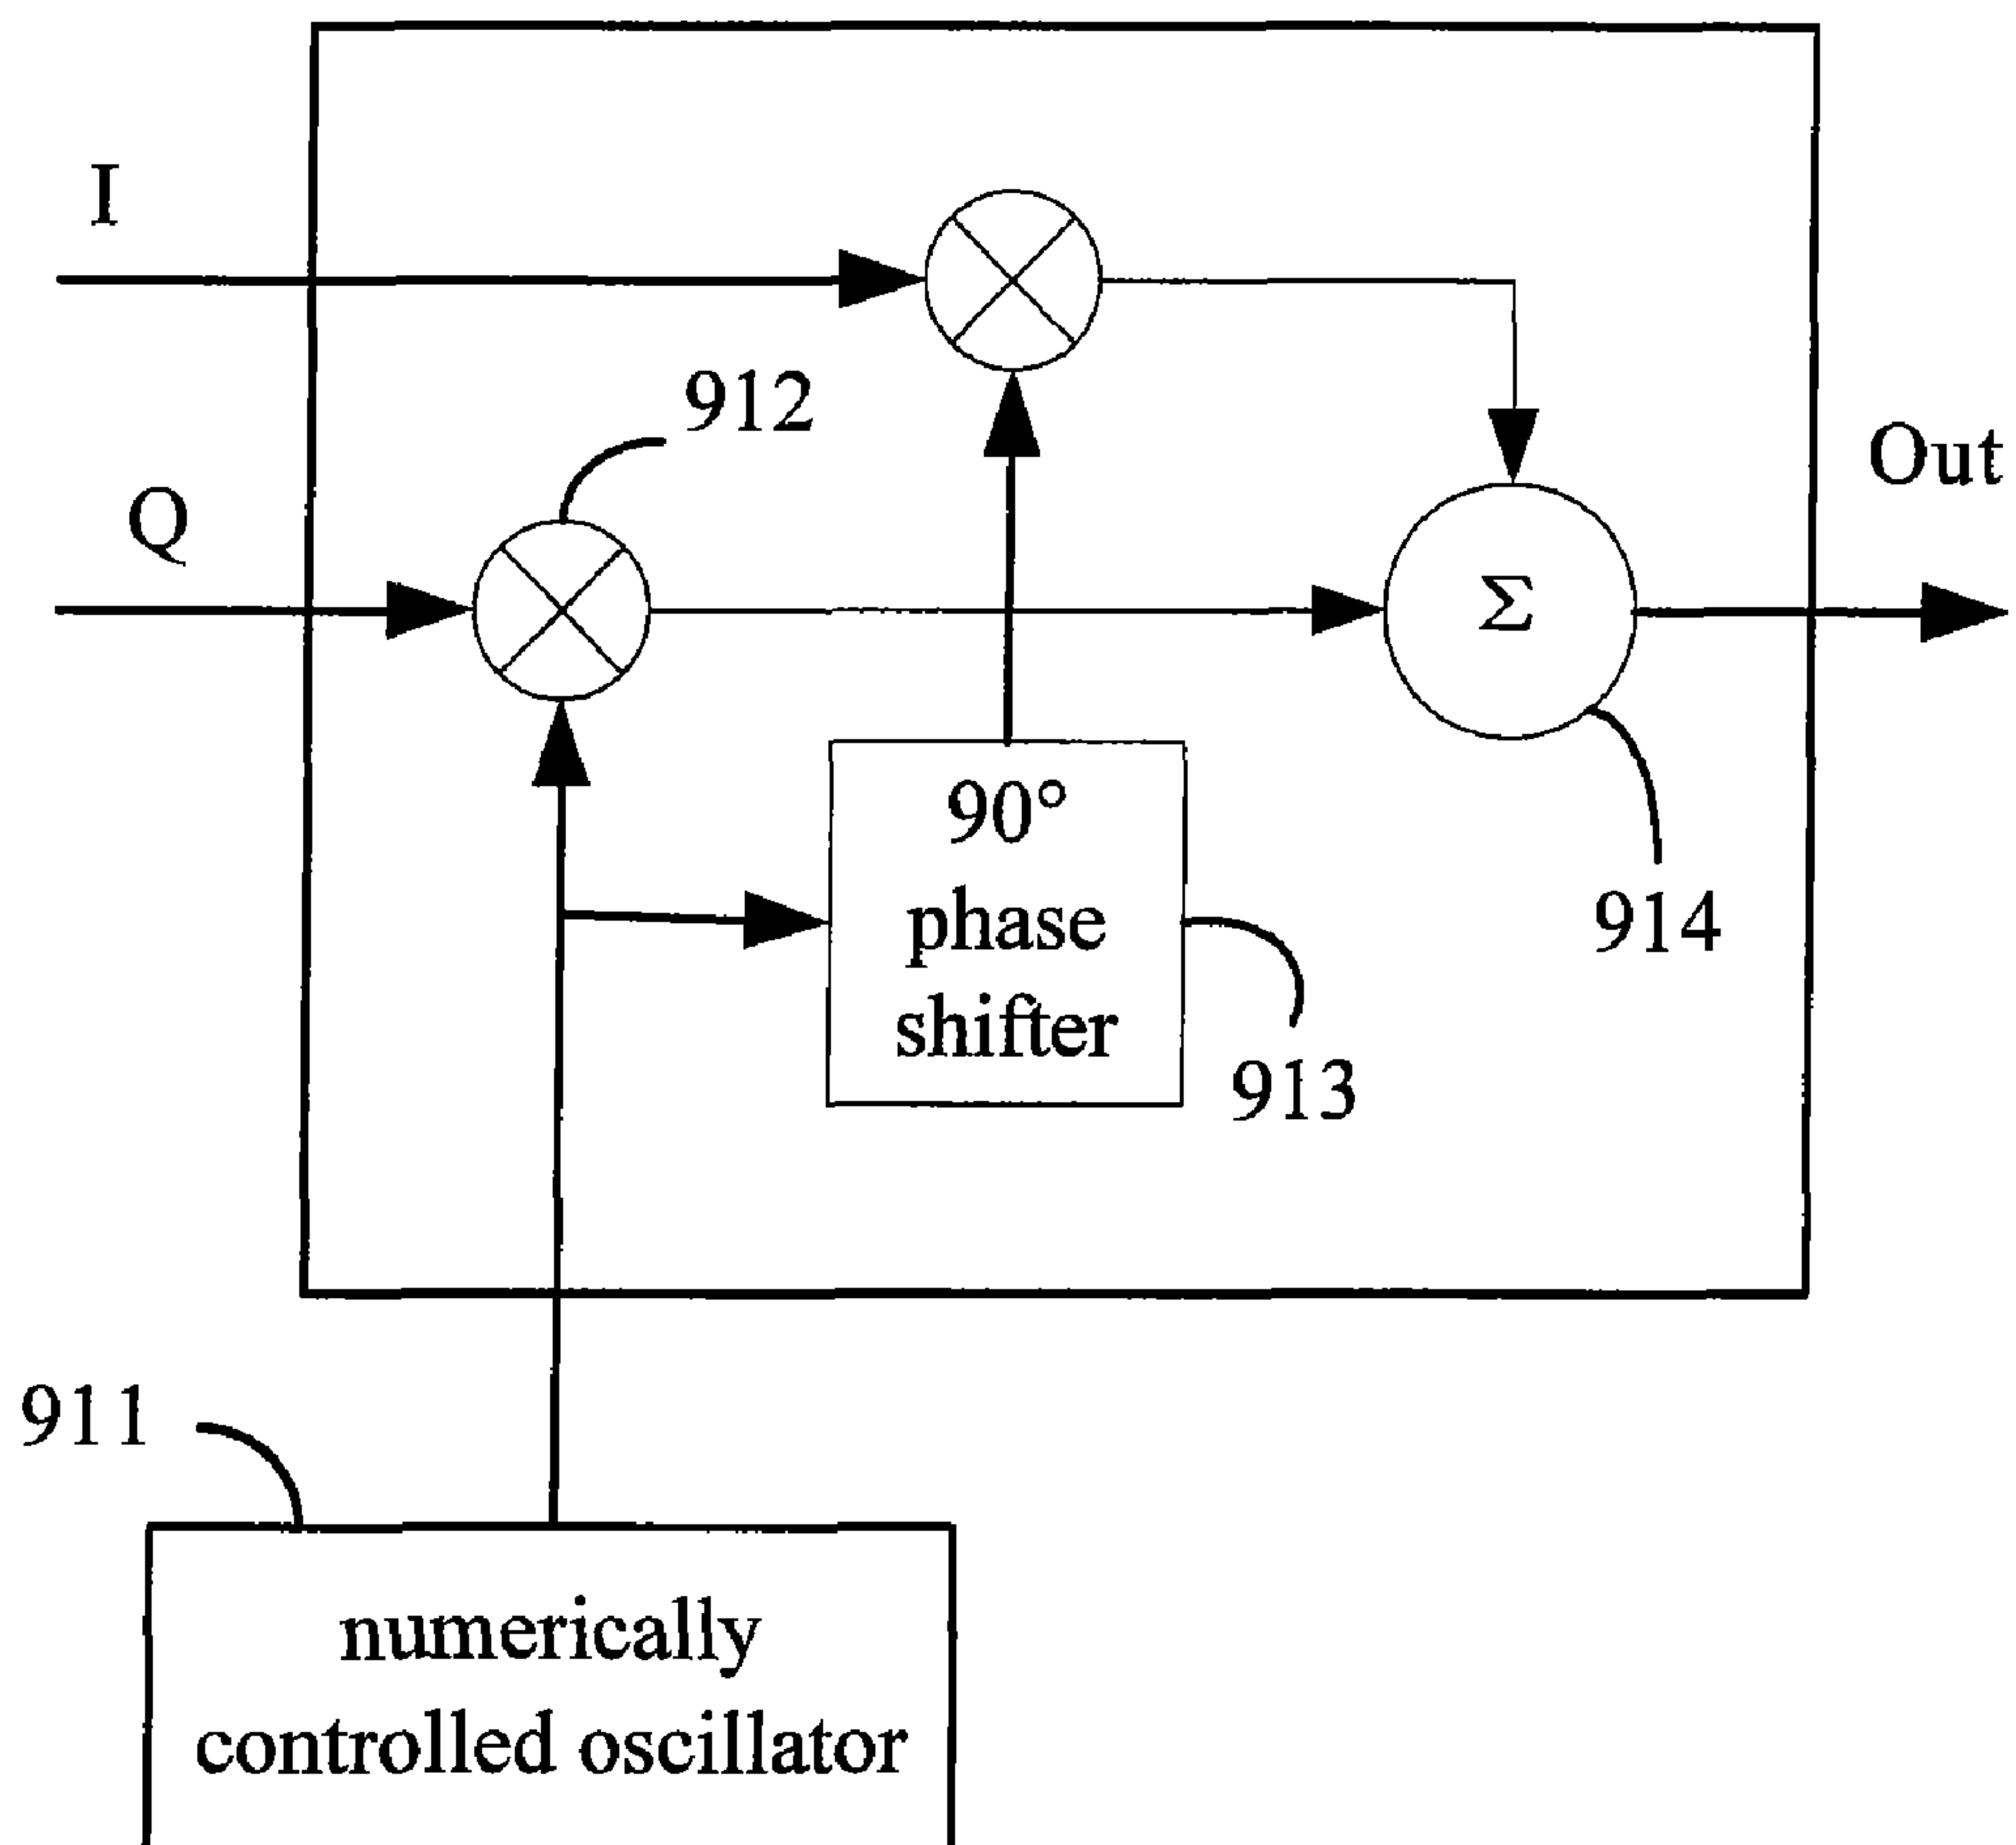 I
912
Q
Out
Σ
90°
phase
shifter
914
913
911
numerically
controlled oscillator